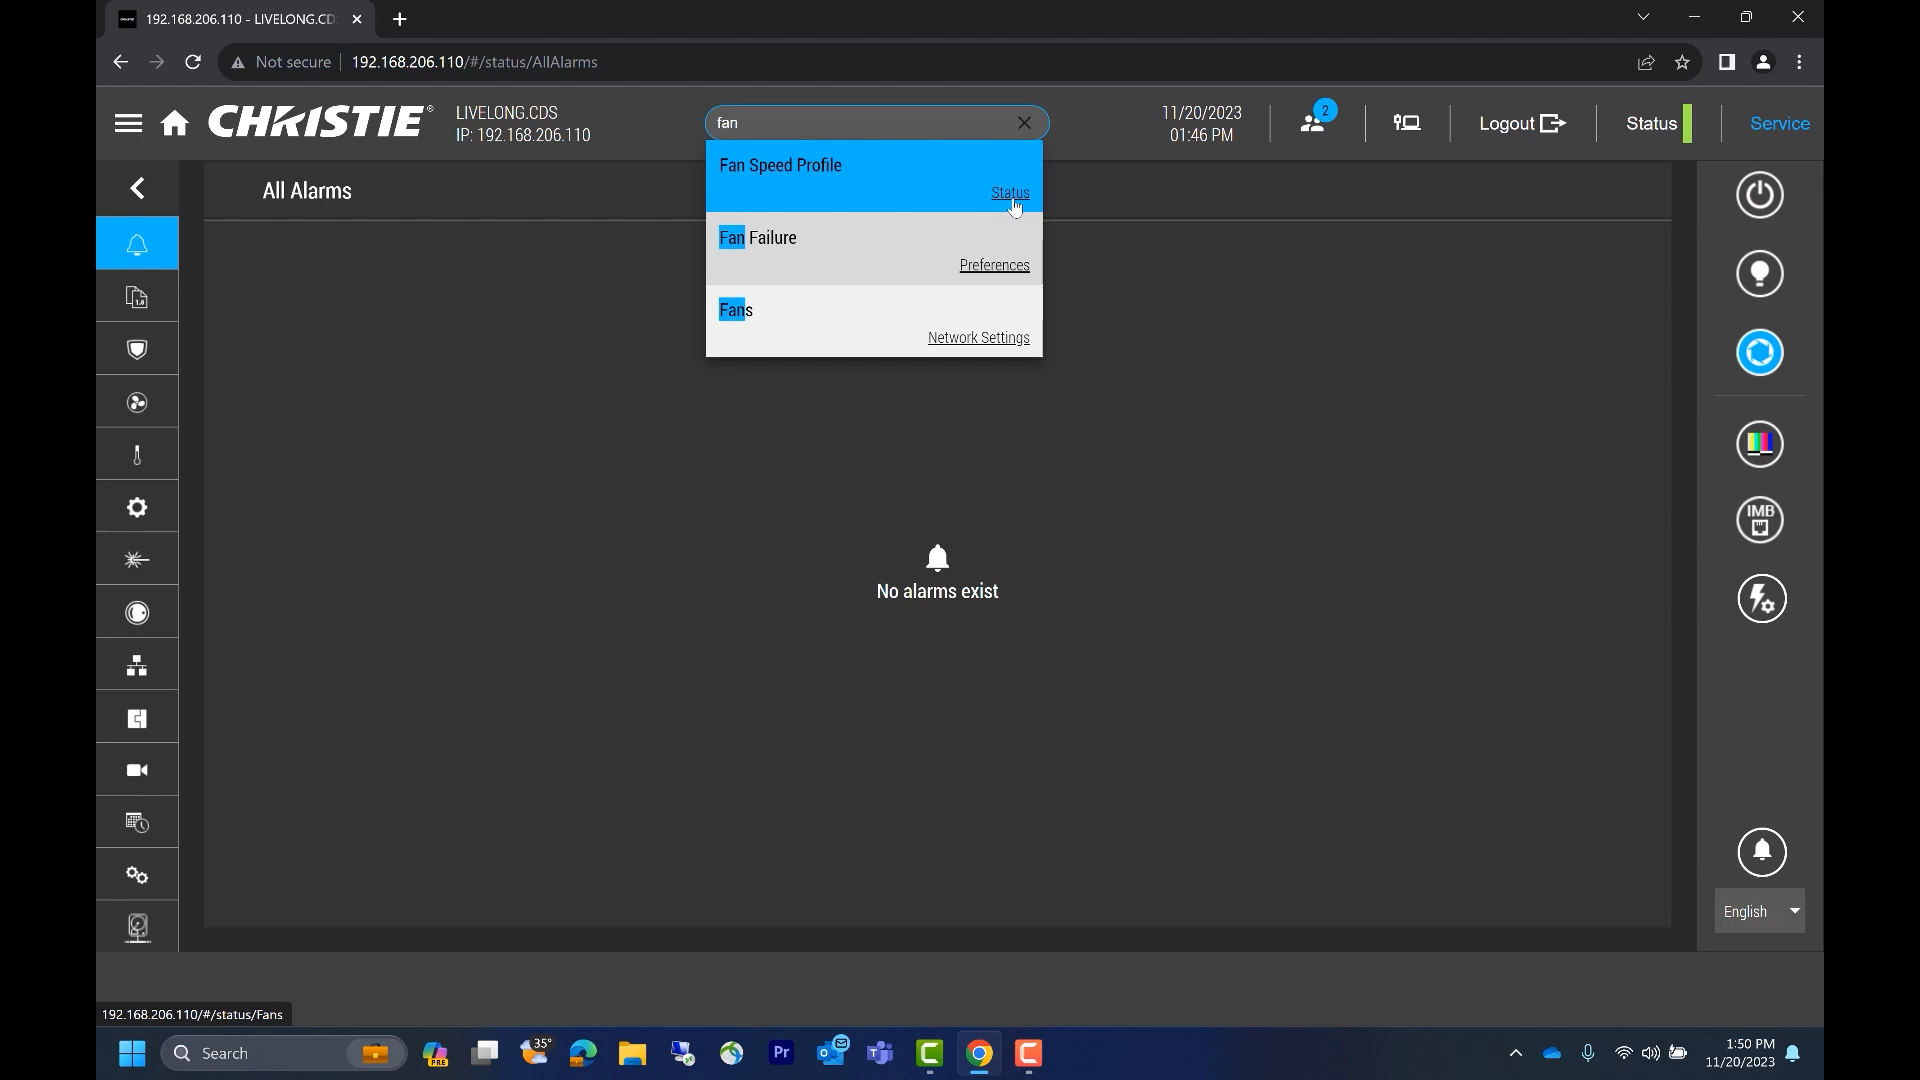 192.168.206.110 - LIVELONG.CD
Not secure
192.168.206.110/#/status/AllAlarms
CHRISTIE®
LIVELONG.CDS
IP: 192.168.206.110
fan
11/20/2023
01:46 PM
2
Logout
Status
Service
Fan Speed Profile
Status
Fan Failure
Preferences
Fans
Network Settings
All Alarms
1.0
No alarms exist
IMB
English
192.168.206.110/#/status/Fans
Search
PRE
35°
Pr
1:50 PM
11/20/2023